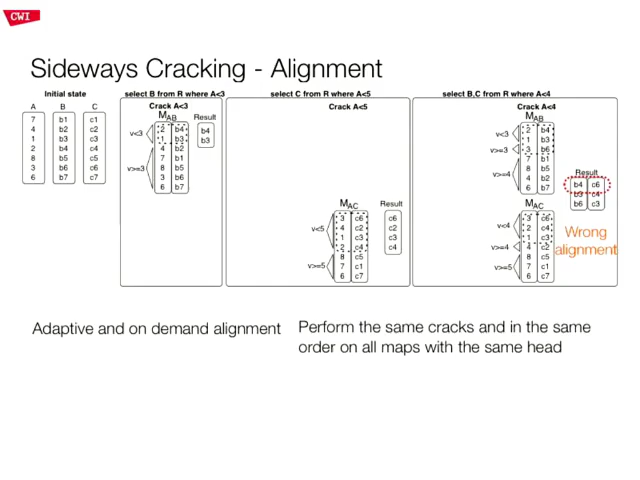 CWI
Sideways Cracking - Alignment
Initial state
A B C
7 b1 c1
4 b2 c2
1 b3 c3
2 b4 c4
8 b5 c5
3 b6 c6
6 b7 c7
select B from R where A<3
Crack A<3
MAB
Result
v<3
2 b4
1 b3
v>=3
4 b2
7 b1
8 b5
3 b6
6 b7
b4
b3
select C from R where A<5
Crack A<5
MAC
Result
v<5
3 c6
4 c2
1 c3
2 c4
v>=5
8 c5
7 c1
6 c7
c6
c2
c3
c4
select B,C from R where A<4
Crack A<4
MAB
v<3
2 b4
1 b3
v>=3
3 b6
v>=4
7 b1
8 b5
4 b2
6 b7
MAC
v<4
3 c6
2 c4
1 c3
v>=4
4 c2
v>=5
8 c5
7 c1
6 c7
Result
b4 c6
b3 c4
b6 c3
Wrong
alignment
Adaptive and on demand alignment
Perform the same cracks and in the same
order on all maps with the same head